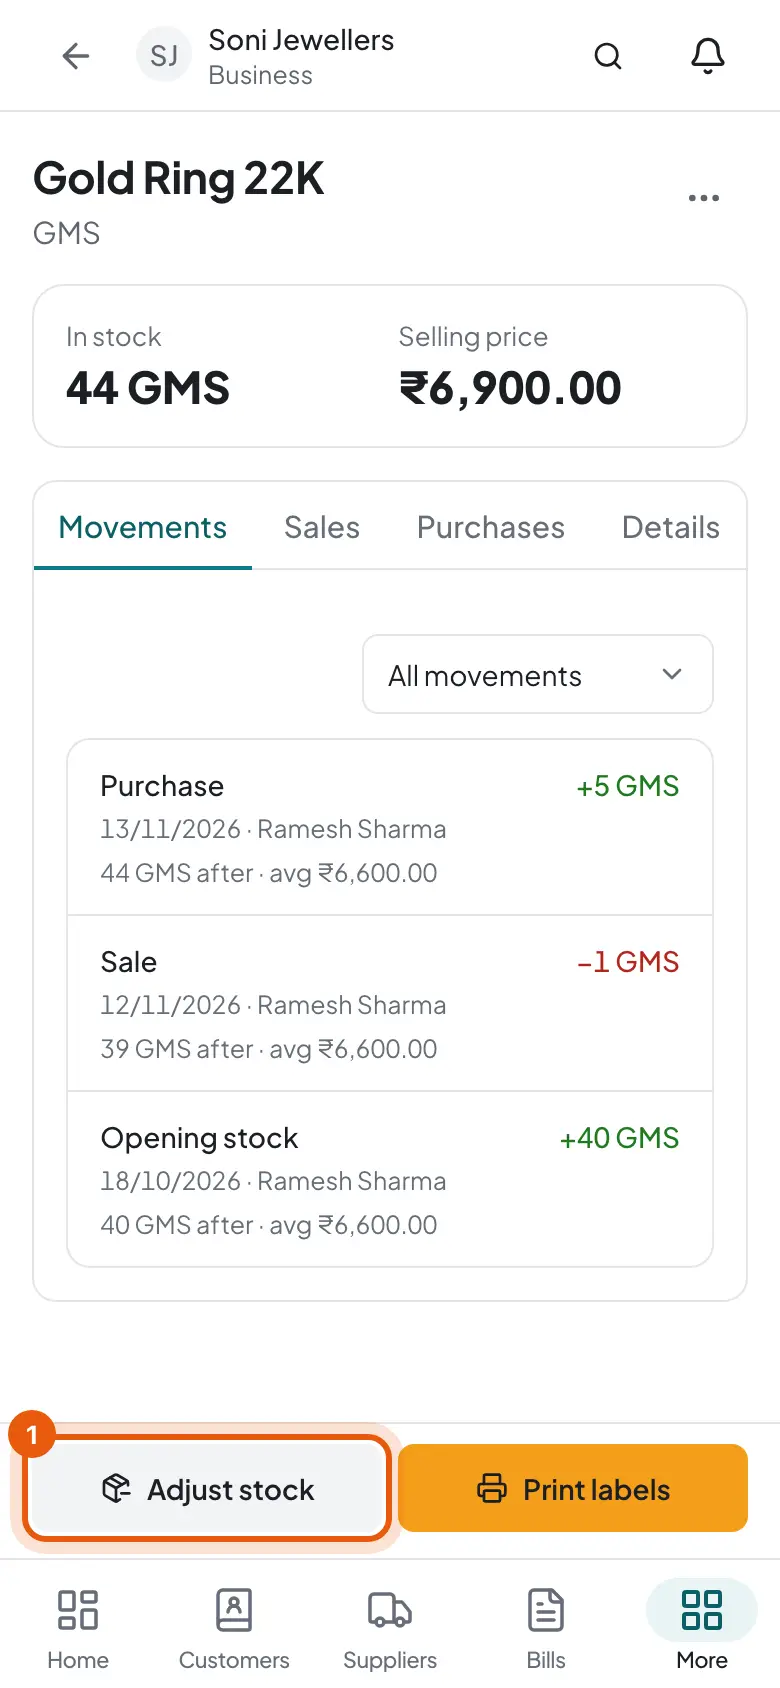 SJ
Soni Jewellers
Business
Gold Ring 22K
GMS
In stock
Selling price
44 GMS
₹6,900.00
Movements Sales Purchases Details
All movements
Purchase +5 GMS
13/11/2026 · Ramesh Sharma
44 GMS after · avg ₹6,600.00
Sale −1 GMS
12/11/2026 · Ramesh Sharma
39 GMS after · avg ₹6,600.00
Opening stock +40 GMS
18/10/2026 · Ramesh Sharma
40 GMS after · avg ₹6,600.00
1
Adjust stock Print labels
Home Customers Suppliers Bills More